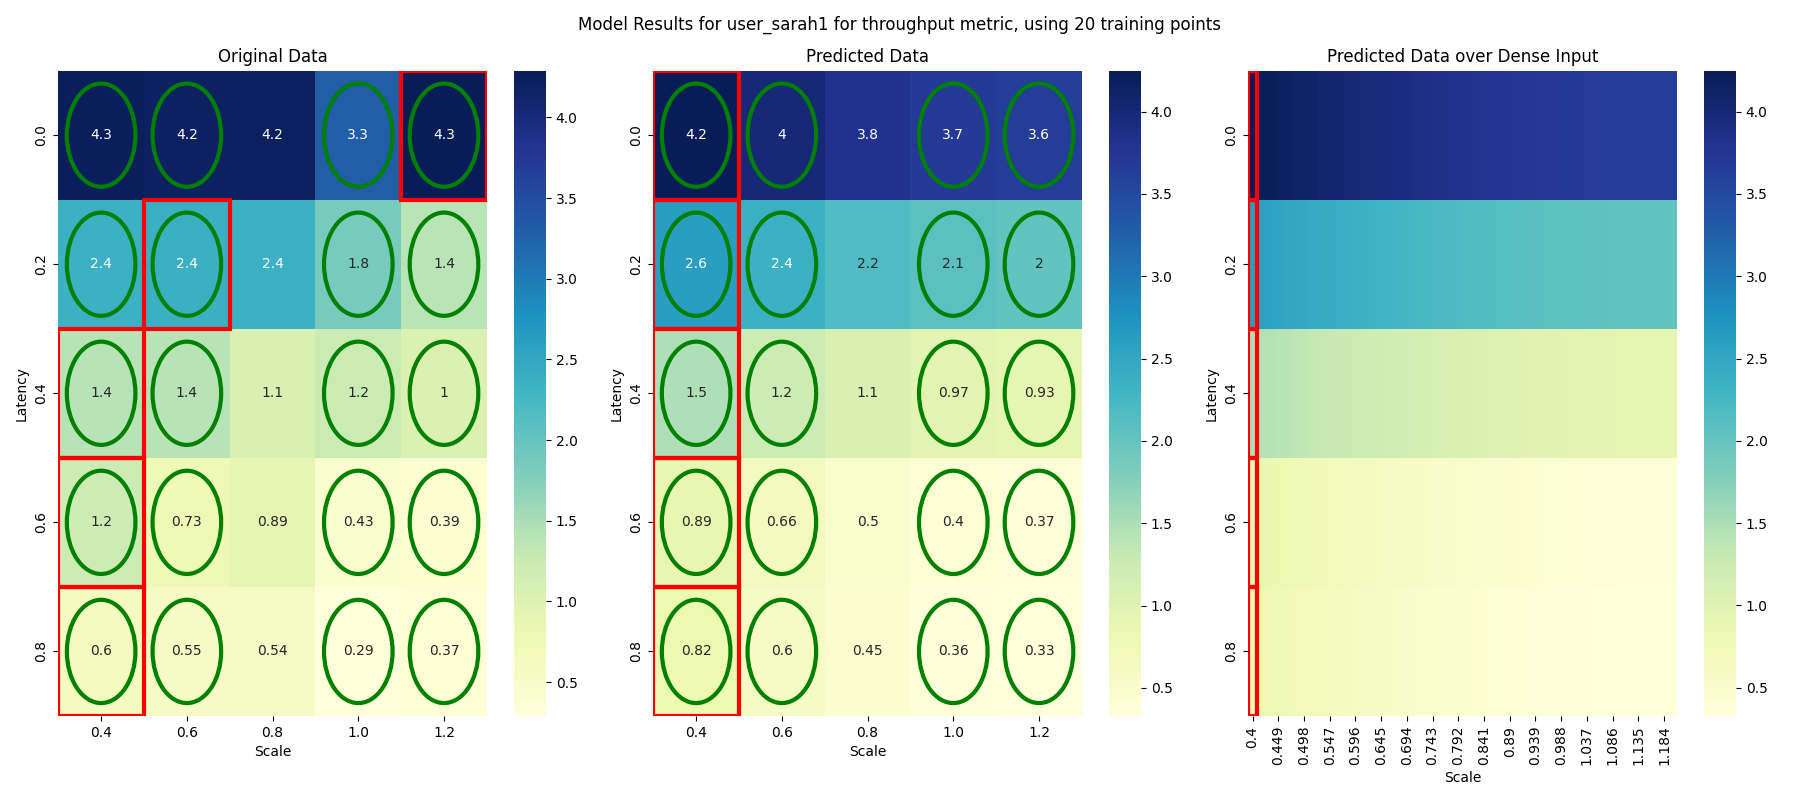 Model Results for user_sarah1 for throughput metric, using 20 training points
Original Data
Latency
0.0 4.3 4.2 4.2 3.3 4.3
0.2 2.4 2.4 2.4 1.8 1.4
0.4 1.4 1.4 1.1 1.2 1
0.6 1.2 0.73 0.89 0.43 0.39
0.8 0.6 0.55 0.54 0.29 0.37
0.4 0.6 0.8 1.0 1.2
Scale
4.0
3.5
3.0
2.5
2.0
1.5
1.0
0.5
Predicted Data
Latency
0.0 4.2 4 3.8 3.7 3.6
0.2 2.6 2.4 2.2 2.1 2
0.4 1.5 1.2 1.1 0.97 0.93
0.6 0.89 0.66 0.5 0.4 0.37
0.8 0.82 0.6 0.45 0.36 0.33
0.4 0.6 0.8 1.0 1.2
Scale
4.0
3.5
3.0
2.5
2.0
1.5
1.0
0.5
Predicted Data over Dense Input
Latency
0.0
0.2
0.4
0.6
0.8
0.4 0.449 0.498 0.547 0.596 0.645 0.694 0.743 0.792 0.841 0.89 0.939 0.988 1.037 1.086 1.135 1.184
Scale
4.0
3.5
3.0
2.5
2.0
1.5
1.0
0.5